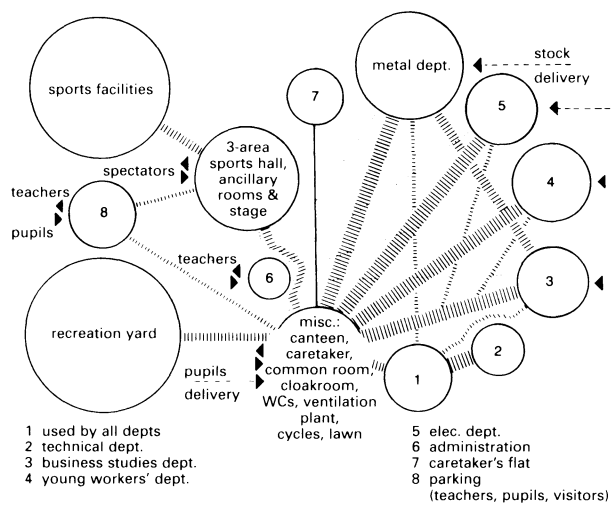 sports facilities
7
metal dept.
stock
delivery
5
3-area
sports hall,
ancillary
rooms &
stage
spectators
teachers
pupils
8
4
teachers
6
3
recreation yard
misc.:
canteen,
caretaker,
common room,
cloakroom,
WCs, ventilation
plant,
cycles, lawn
pupils
delivery
1
2
1 used by all depts
2 technical dept.
3 business studies dept.
4 young workers' dept.
5 elec. dept.
6 administration
7 caretaker's flat
8 parking
(teachers, pupils, visitors)